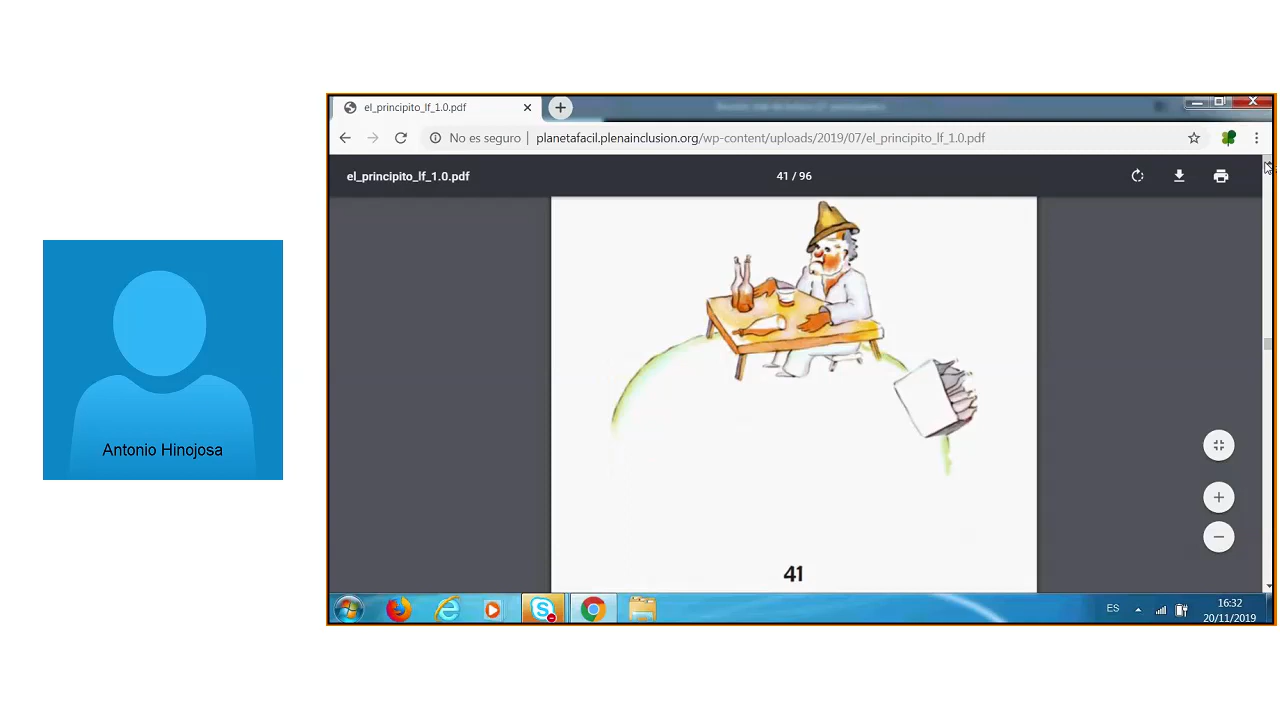 el_principito_lf_1.0.pdf
No es seguro | planetafacil.plenainclusion.org/wp-content/uploads/2019/07/el_principito_lf_1.0.pdf
el_principito_lf_1.0.pdf 41 / 96
Antonio Hinojosa
41
ES 16:32
20/11/2019